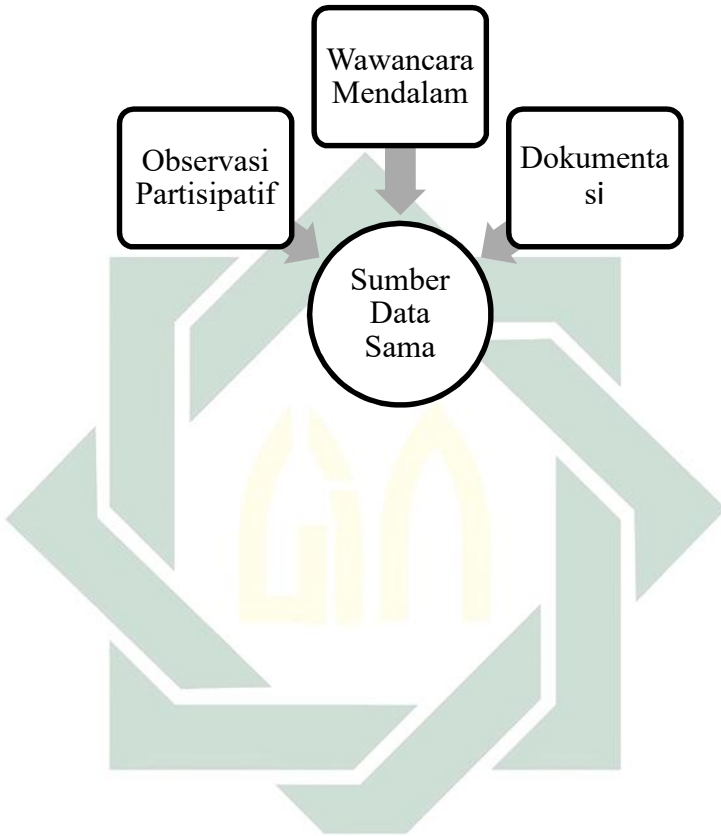 Wawancara
Mendalam
Observasi
Partisipatif
Dokumenta
si
Sumber
Data
Sama